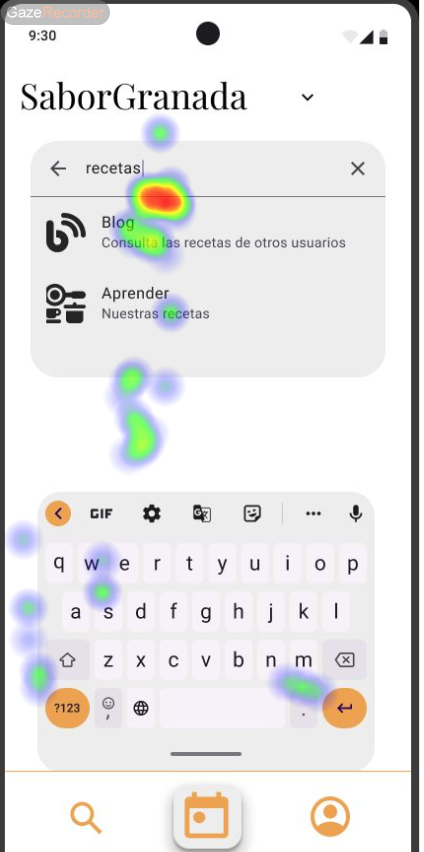 GazeRecorder
9:30
SaborGranada
recetas
Blog
Consulta las recetas de otros usuarios
Aprender
Nuestras recetas
GIF
q w e r t y u i o p
a s d f g h j k l
z x c v b n m
?123 , .